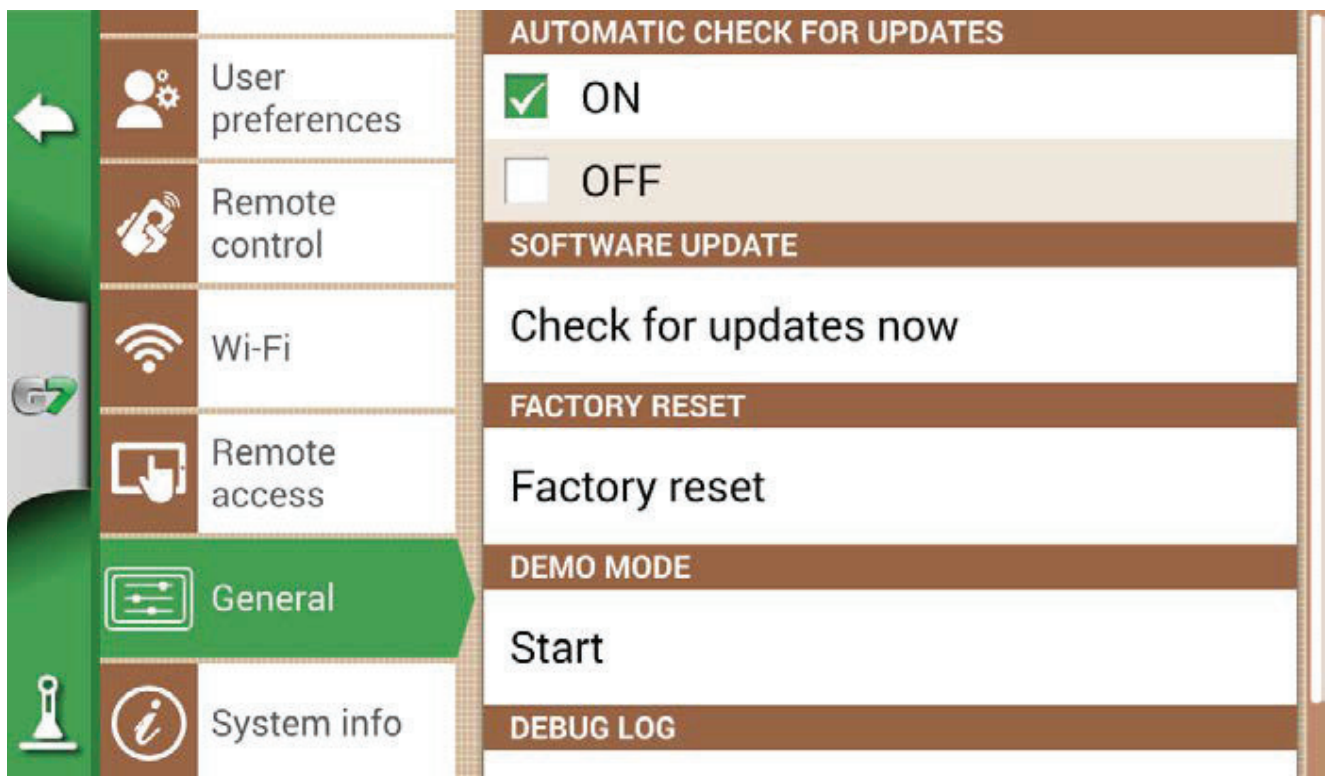 G7
User
preferences
Remote
control
Wi-Fi
Remote
access
General
System info
AUTOMATIC CHECK FOR UPDATES
ON
OFF
SOFTWARE UPDATE
Check for updates now
FACTORY RESET
Factory reset
DEMO MODE
Start
DEBUG LOG